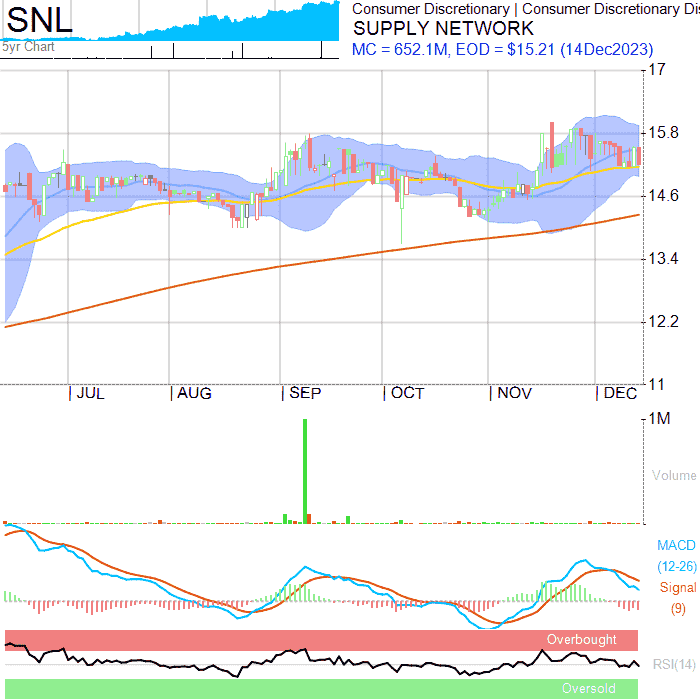 SNL
5yr Chart
Consumer Discretionary | Consumer Discretionary Dis
SUPPLY NETWORK
MC = 652.1M, EOD = $15.21 (14Dec2023)
17
15.8
14.6
13.4
12.2
11
JUL AUG SEP OCT NOV DEC
1M
Volume
MACD
(12-26)
Signal
(9)
Overbought
RSI(14)
Oversold